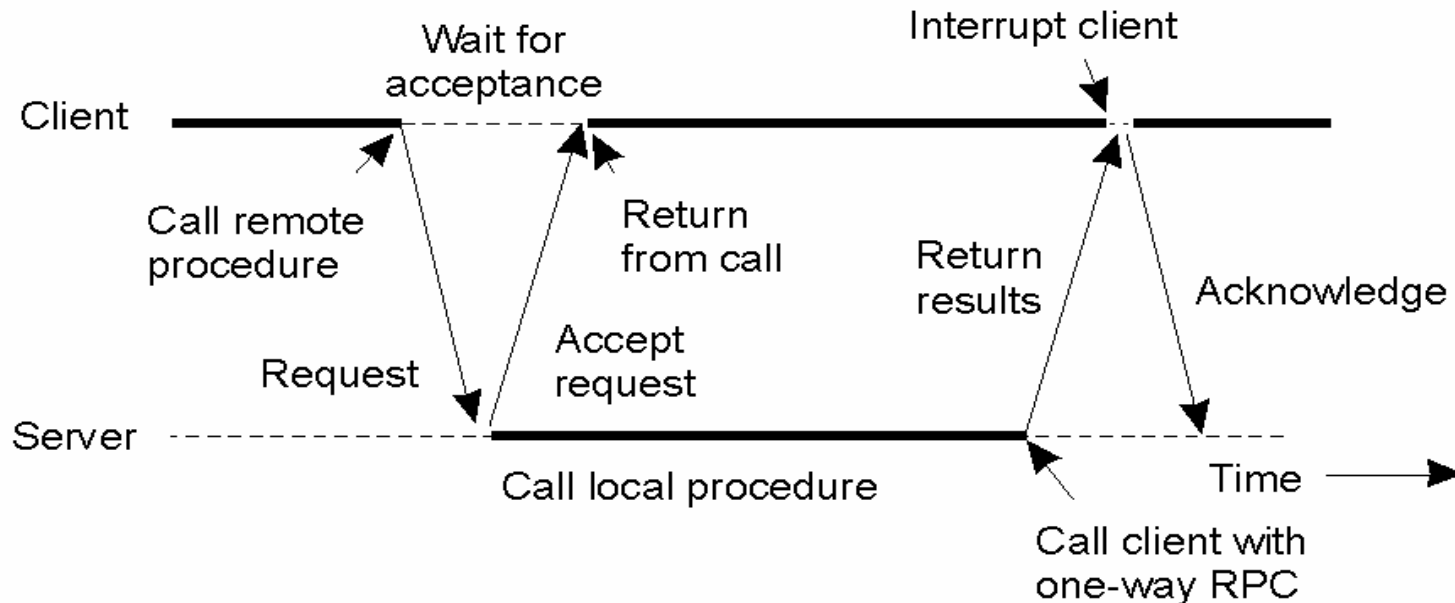 Wait for
acceptance
Interrupt client
Client
Call remote
procedure
Return
from call
Return
results
Acknowledge
Request
Accept
request
Server
Call local procedure
Time
Call client with
one-way RPC